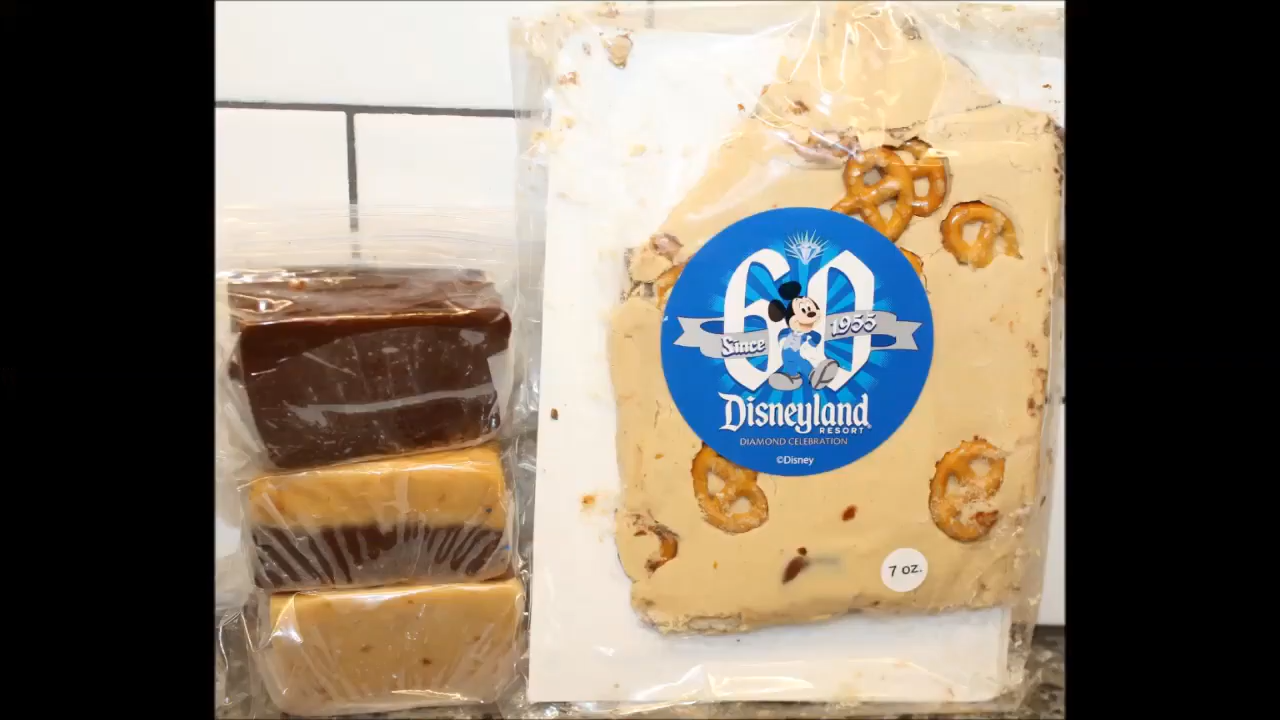 60
Since 1955
Disneyland
RESORT®
DIAMOND CELEBRATION
©Disney
7 oz.